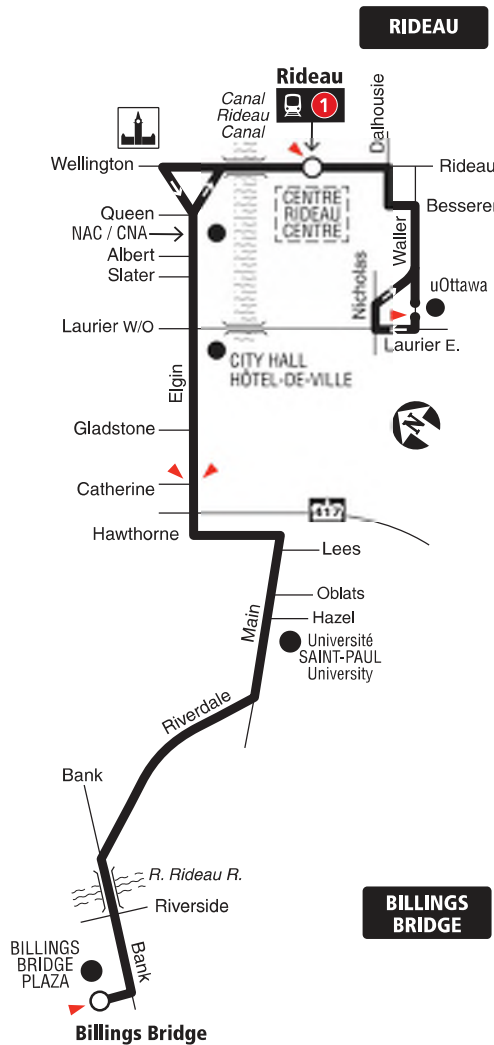 RIDEAU
Rideau
1
Canal
Rideau
Canal
Dalhousie
Wellington
Rideau
CENTRE
RIDEAU
CENTRE
Besserer
Queen
NAC / CNA
Waller
Albert
Slater
Nicholas
uOttawa
Laurier W/O
Laurier E.
CITY HALL
HÔTEL-DE-VILLE
Elgin
N
Gladstone
Catherine
417
Hawthorne
Lees
Oblats
Hazel
Main
Université
SAINT-PAUL
University
Riverdale
Bank
R. Rideau R.
Riverside
BILLINGS
BRIDGE
Bank
BILLINGS
BRIDGE
PLAZA
Billings Bridge